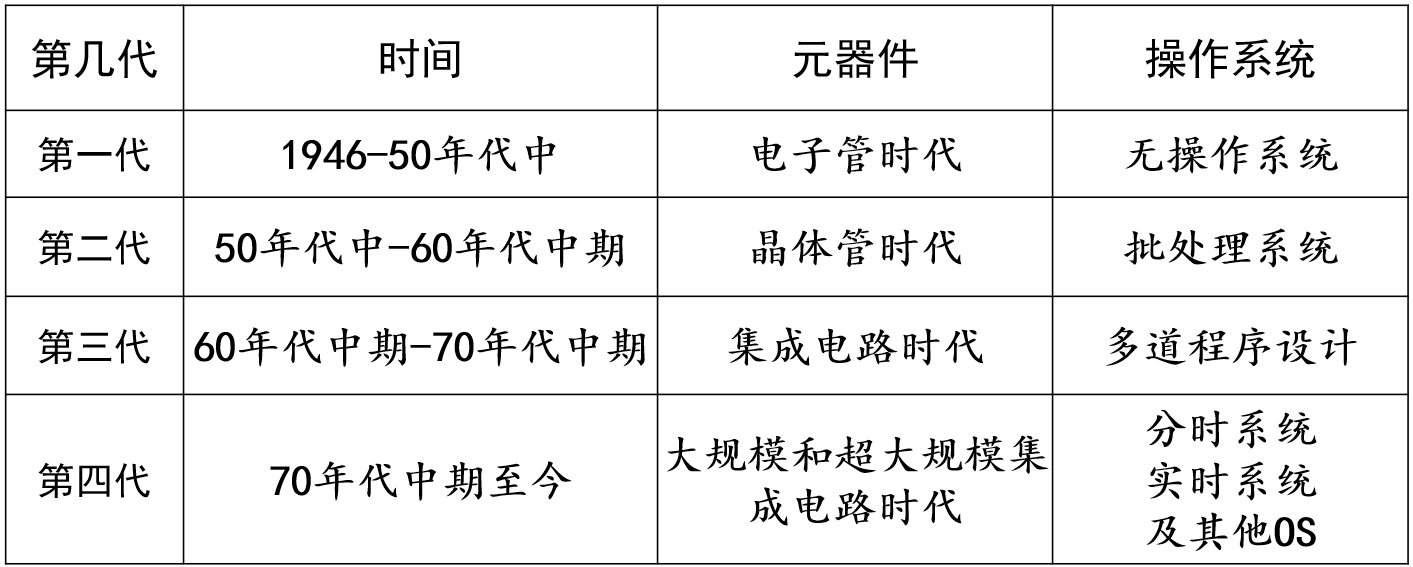 第几代 时间 元器件 操作系统
第一代 1946-50年代中 电子管时代 无操作系统
第二代 50年代中-60年代中期 晶体管时代 批处理系统
第三代 60年代中期-70年代中期 集成电路时代 多道程序设计
第四代 70年代中期至今
大规模和超大规模集
成电路时代
分时系统
实时系统
及其他OS